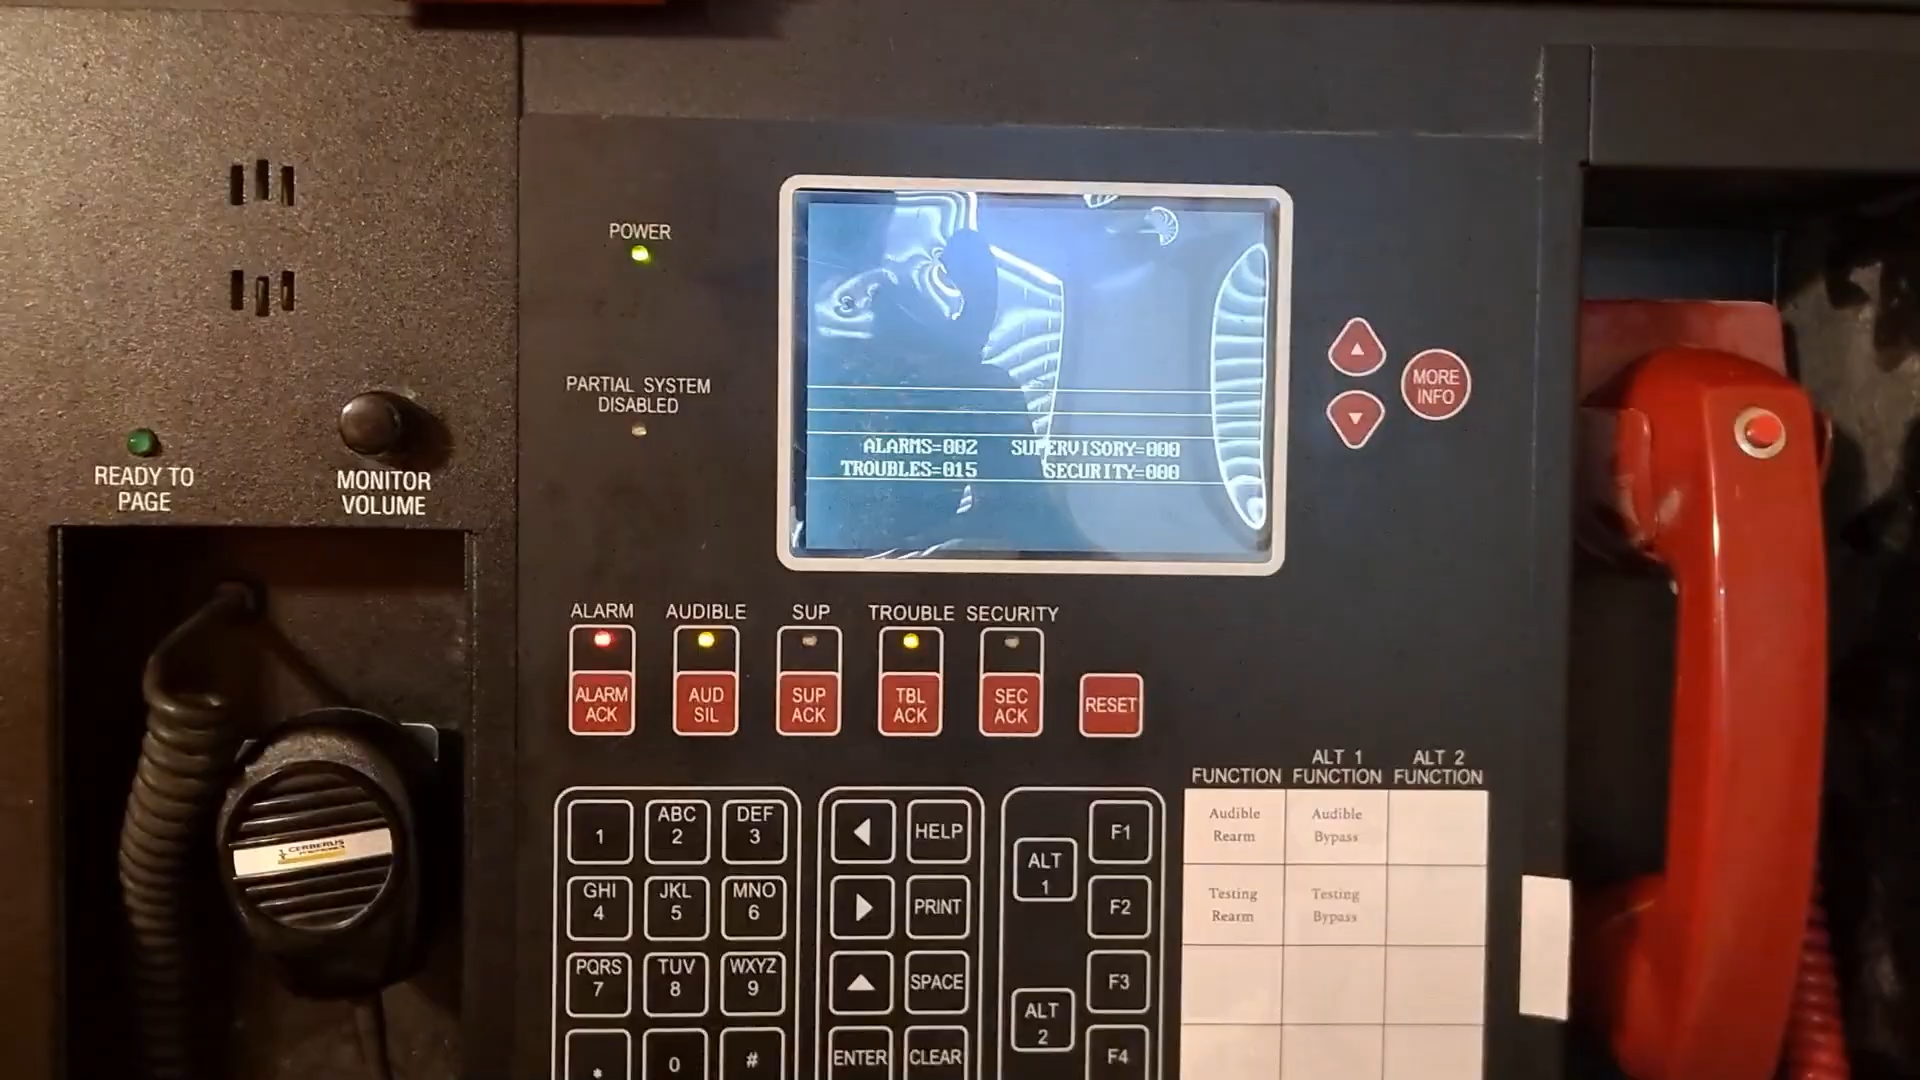 POWER
PARTIAL SYSTEM
DISABLED
READY TO
PAGE
MONITOR
VOLUME
ALARMS=002 SUPERVISORY=000
TROUBLES=015 SECURITY=000
MORE
INFO
ALARM AUDIBLE SUP TROUBLE SECURITY
ALARM
ACK
AUD
SIL
SUP
ACK
TBL
ACK
SEC
ACK
RESET
1
ABC
2
DEF
3
GHI
4
JKL
5
MNO
6
PQRS
7
TUV
8
WXYZ
9
*
0
#
HELP
PRINT
SPACE
ENTER
CLEAR
ALT
1
ALT
2
F1
F2
F3
F4
FUNCTION
ALT 1
FUNCTION
ALT 2
FUNCTION
Audible
Rearm
Audible
Bypass
Testing
Rearm
Testing
Bypass
CERBERUS